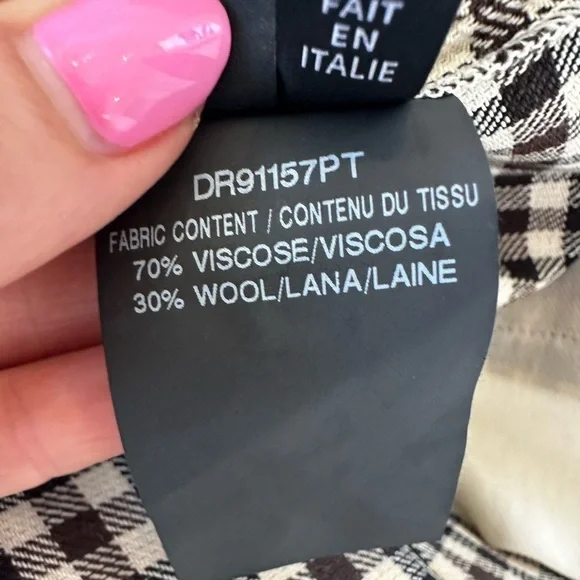 FAIT
EN
ITALIE
DR91157PT
FABRIC CONTENT / CONTENU DU TISSU
70% VISCOSE/VISCOSA
30% WOOL/LANA/LAINE